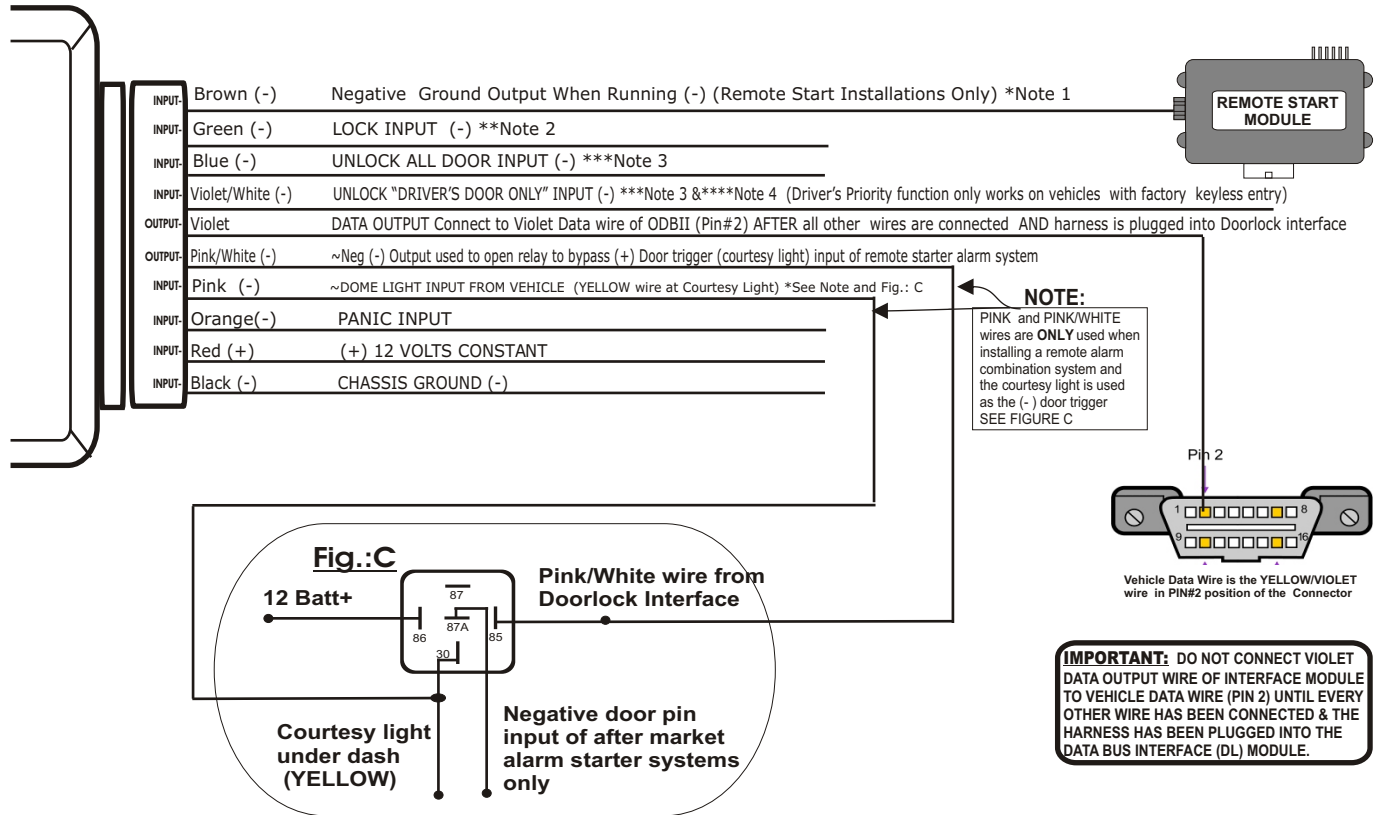 INPUT- Brown (-) Negative Ground Output When Running (-) (Remote Start Installations Only) *Note 1
INPUT- Green (-) LOCK INPUT (-) **Note 2
INPUT- Blue (-) UNLOCK ALL DOOR INPUT (-) ***Note 3
INPUT- Violet/White (-) UNLOCK “DRIVER'S DOOR ONLY” INPUT (-) ***Note 3 &****Note 4 (Driver's Priority function only works on vehicles with factory keyless entry)
OUTPUT- Violet DATA OUTPUT Connect to Violet Data wire of ODBII (Pin#2) AFTER all other wires are connected AND harness is plugged into Doorlock interface
OUTPUT- Pink/White (-) ~Neg (-) Output used to open relay to bypass (+) Door trigger (courtesy light) input of remote starter alarm system
INPUT- Pink (-) ~DOME LIGHT INPUT FROM VEHICLE (YELLOW wire at Courtesy Light) *See Note and Fig.: C
INPUT- Orange(-) PANIC INPUT
INPUT- Red (+) (+) 12 VOLTS CONSTANT
INPUT- Black (-) CHASSIS GROUND (-)
REMOTE START
MODULE
NOTE:
PINK and PINK/WHITE
wires are ONLY used when
installing a remote alarm
combination system and
the courtesy light is used
as the (- ) door trigger
SEE FIGURE C
Pin 2
1 8
9 16
Vehicle Data Wire is the YELLOW/VIOLET
wire in PIN#2 position of the Connector
IMPORTANT: DO NOT CONNECT VIOLET
DATA OUTPUT WIRE OF INTERFACE MODULE
TO VEHICLE DATA WIRE (PIN 2) UNTIL EVERY
OTHER WIRE HAS BEEN CONNECTED & THE
HARNESS HAS BEEN PLUGGED INTO THE
DATA BUS INTERFACE (DL) MODULE.
Fig.:C
12 Batt+
87
87A
86
85
30
Pink/White wire from
Doorlock Interface
Courtesy light
under dash
(YELLOW)
Negative door pin
input of after market
alarm starter systems
only